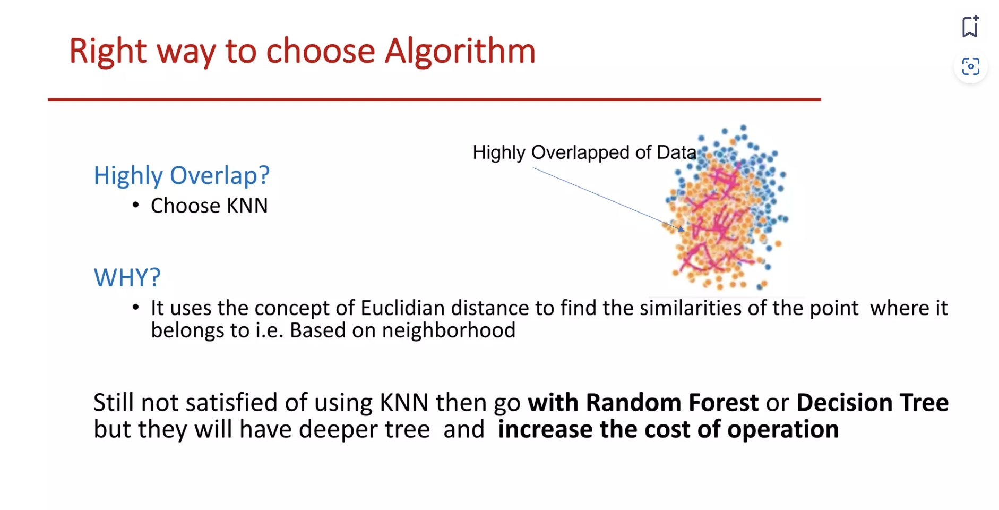 Right way to choose Algorithm
Highly Overlapped of Data
Highly Overlap?
• Choose KNN
WHY?
• It uses the concept of Euclidian distance to find the similarities of the point where it
belongs to i.e. Based on neighborhood
Still not satisfied of using KNN then go with Random Forest or Decision Tree
but they will have deeper tree and increase the cost of operation